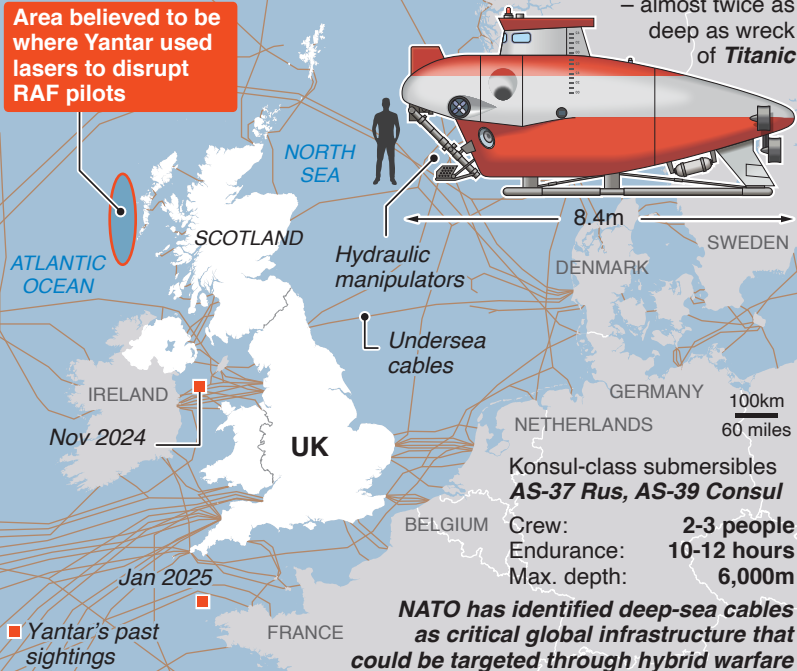 Area believed to be
where Yantar used
lasers to disrupt
RAF pilots
– almost twice as
deep as wreck
of Titanic
NORTH
SEA
8.4m
SCOTLAND
ATLANTIC
OCEAN
Hydraulic
manipulators
SWEDEN
DENMARK
Undersea
cables
IRELAND
Nov 2024
UK
GERMANY
NETHERLANDS
100km
60 miles
Konsul-class submersibles
AS-37 Rus, AS-39 Consul
BELGIUM
Crew: 2-3 people
Endurance: 10-12 hours
Max. depth: 6,000m
Jan 2025
Yantar's past
sightings
FRANCE
NATO has identified deep-sea cables
as critical global infrastructure that
could be targeted through hybrid warfare